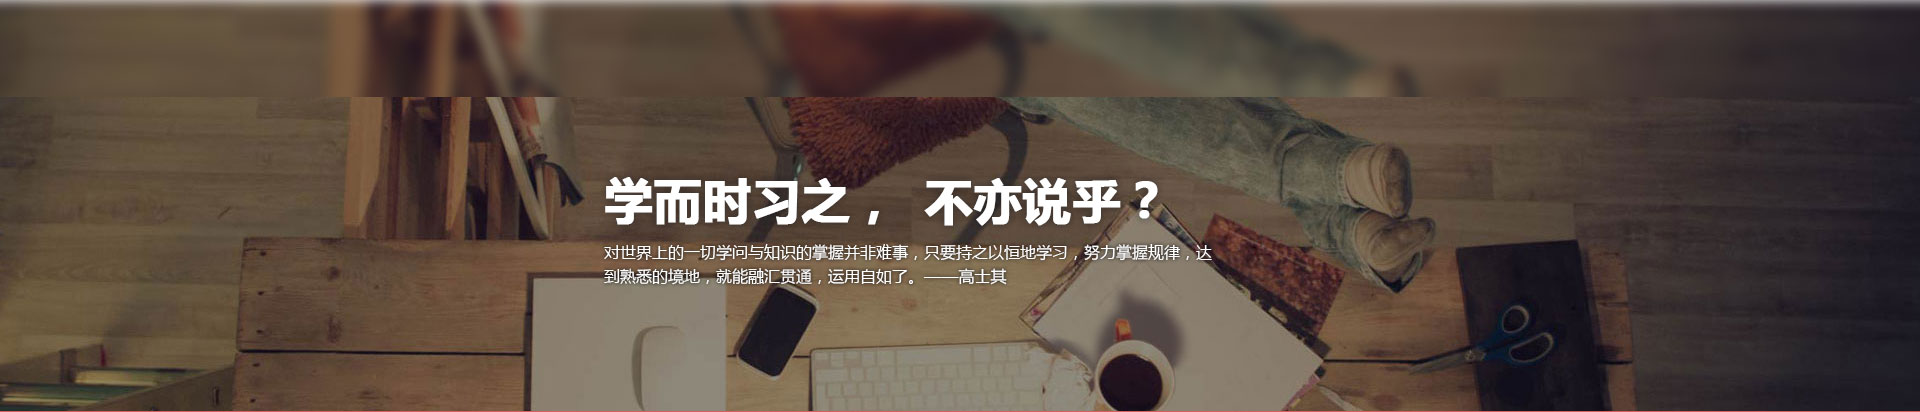 学而时习之， 不亦说乎？
对世界上的一切学问与知识的掌握并非难事，只要持之以恒地学习，努力掌握规律，达
到熟悉的境地，就能融汇贯通，运用自如了。——高士其